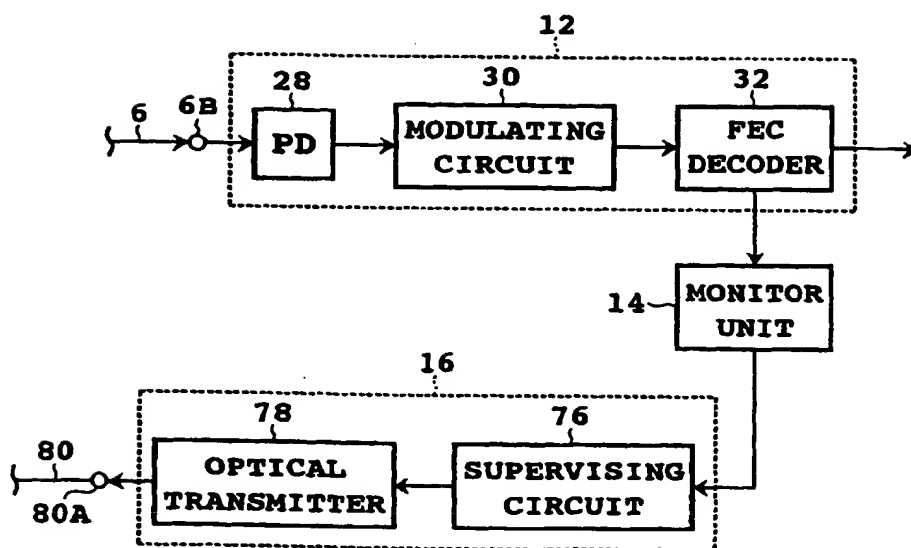 12
28
30
32
6
6B
PD
MODULATING
CIRCUIT
FEC
DECODER
14
MONITOR
UNIT
16
78
76
80
80A
OPTICAL
TRANSMITTER
SUPERVISING
CIRCUIT